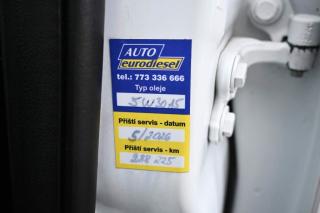 AUTO
eurodiesel
tel.: 773 336 666
Typ oleje
5W30 LS
Příští servis - datum
5/2026
Příští servis - km
288 225